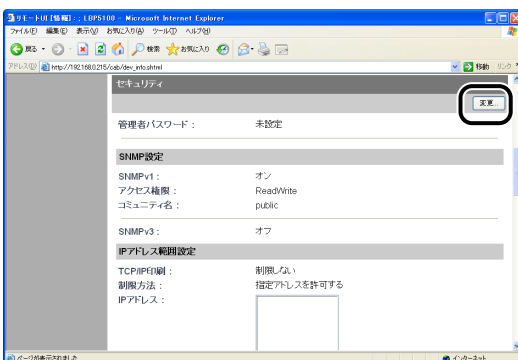 リモートUI [情報] : ; LBP5100 - Microsoft Internet Explorer
ファイル(F) 編集(E) 表示(V) お気に入り(A) ツール(T) ヘルプ(H)
戻る 検索 お気に入り
アドレス(D) http://192.168.0.215/cab/dev_info.shtml 移動 リンク
セキュリティ
変更...
管理者パスワード : 未設定
SNMP設定
SNMPv1 : オン
アクセス権限 : ReadWrite
コミュニティ名 : public
SNMPv3 : オフ
IPアドレス範囲設定
TCP/IP印刷 : 制限しない
制限方法 : 指定アドレスを許可する
IPアドレス :
ページが表示されました インターネット